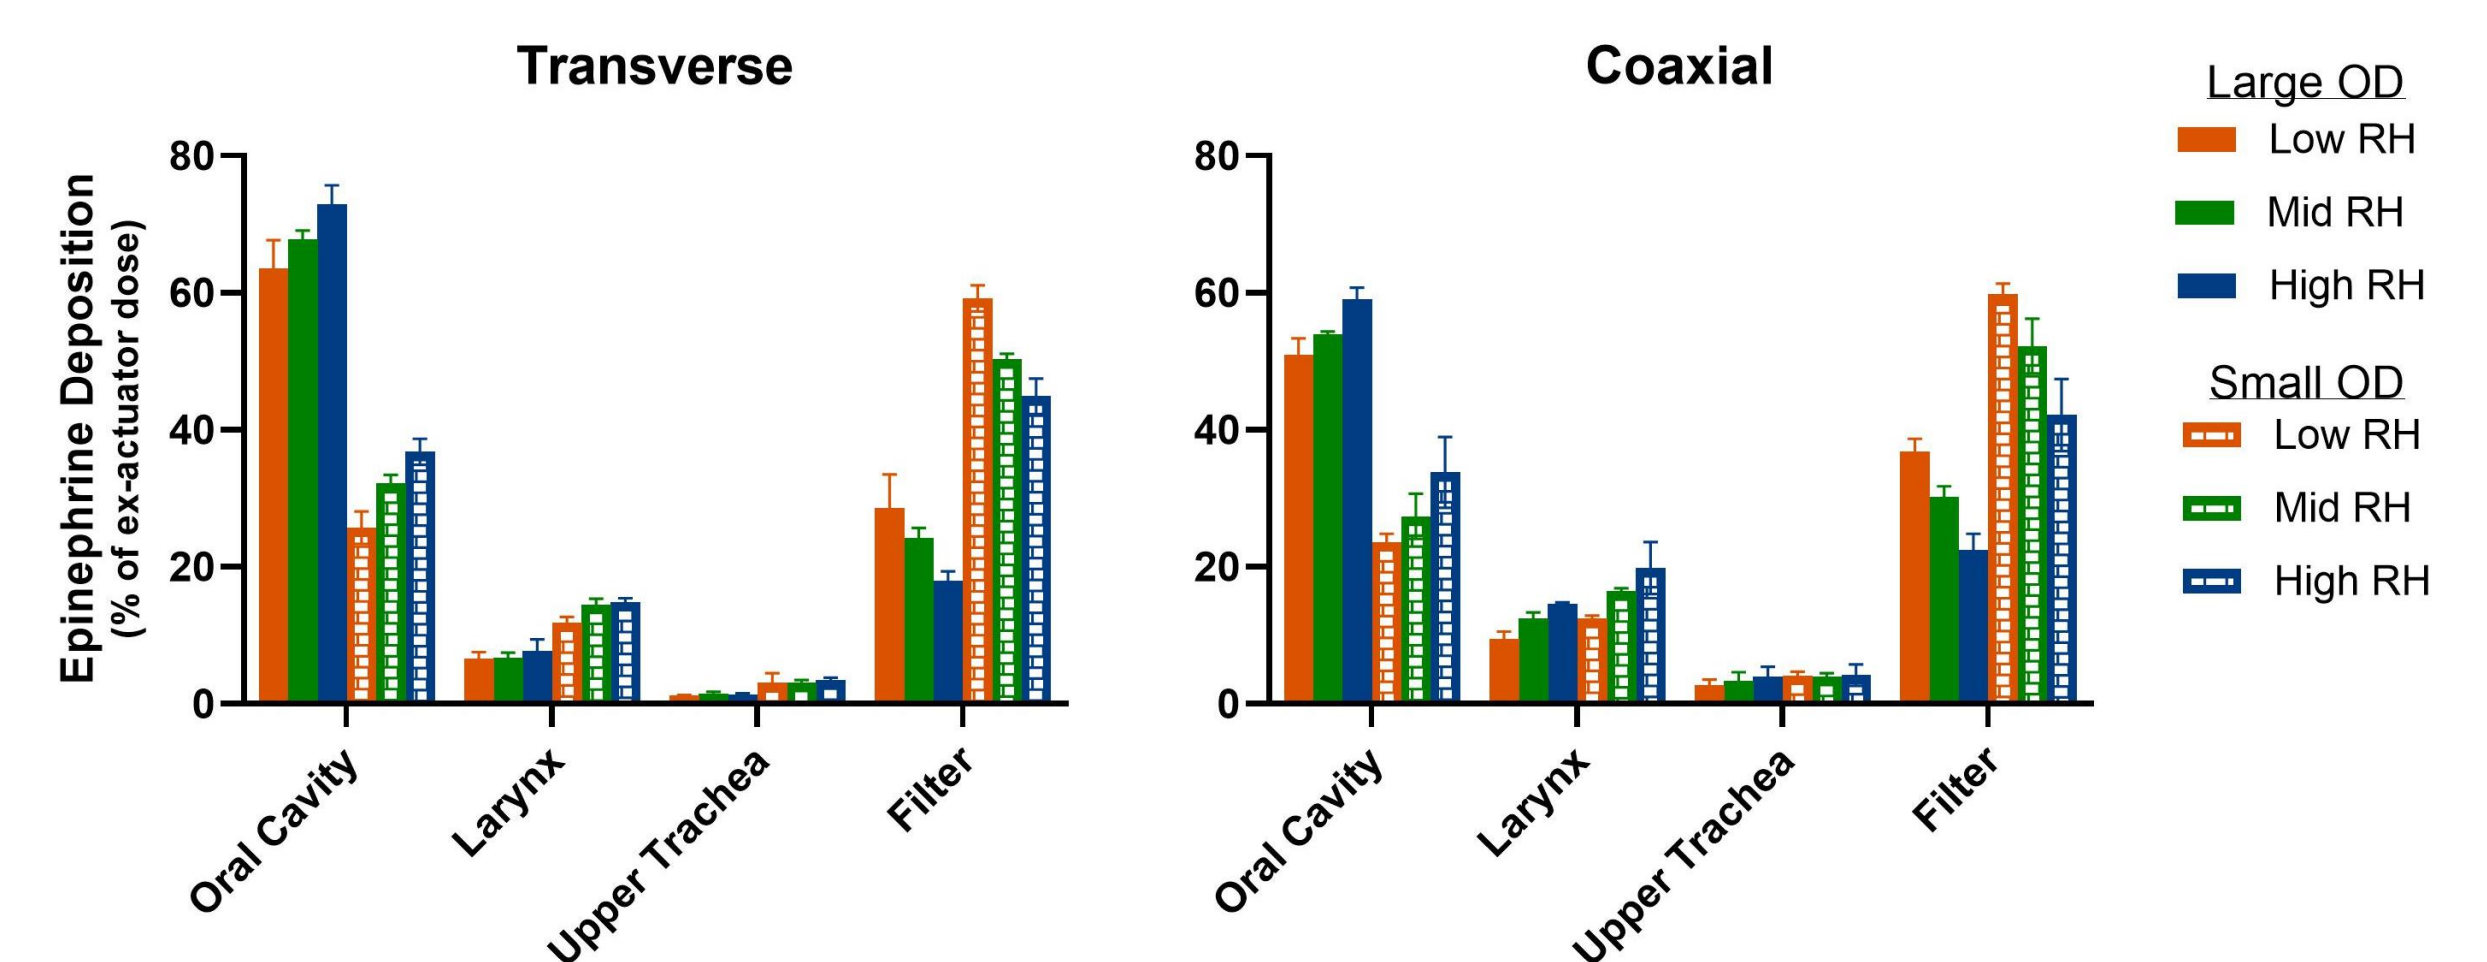 Transverse
Epinephrine Deposition
(% of ex-actuator dose)
80
60
40
20
0
Oral Cavity
Larynx
Upper Trachea
Filter
Coaxial
80
60
40
20
0
Oral Cavity
Larynx
Upper Trachea
Filter
Large OD
Low RH
Mid RH
High RH
Small OD
Low RH
Mid RH
High RH